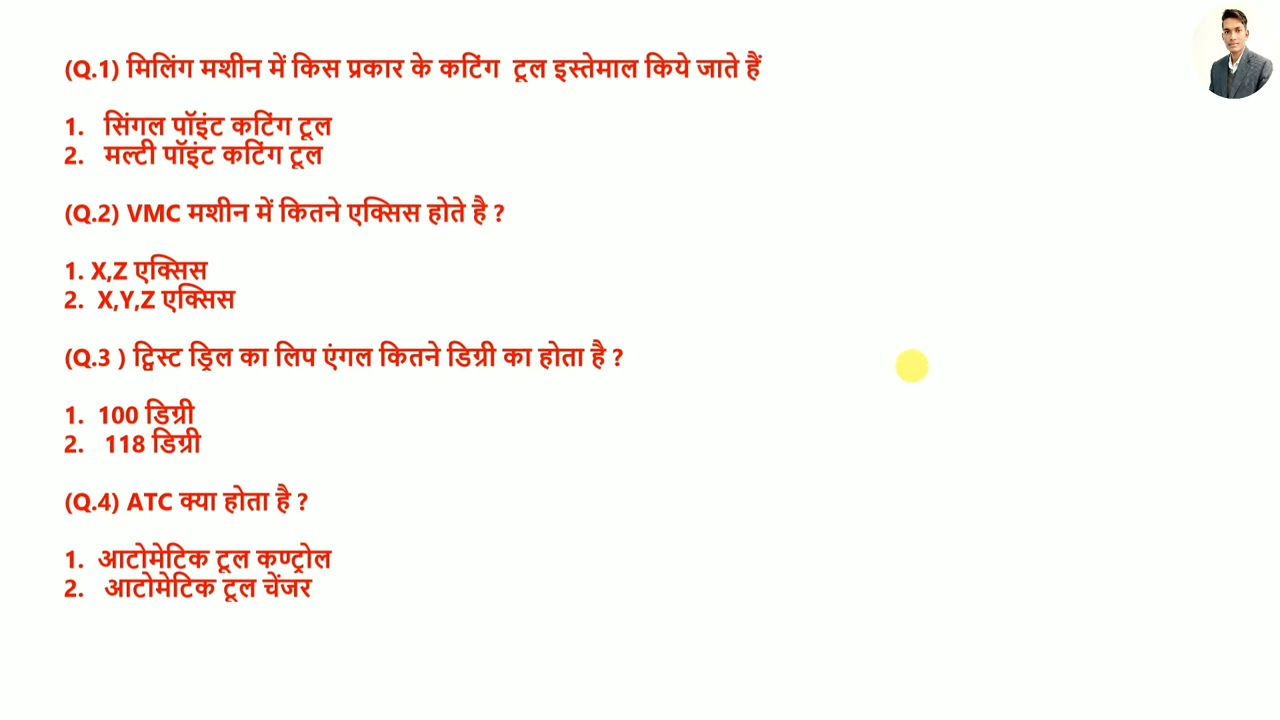 (Q.1) मिलिंग मशीन में किस प्रकार के कटिंग टूल इस्तेमाल किये जाते हैं
1. सिंगल पॉइंट कटिंग टूल
2. मल्टी पॉइंट कटिंग टूल
(Q.2) VMC मशीन में कितने एक्सिस होते है ?
1. X,Z एक्सिस
2. X,Y,Z एक्सिस
(Q.3 ) ट्विस्ट ड्रिल का लिप एंगल कितने डिग्री का होता है ?
1. 100 डिग्री
2. 118 डिग्री
(Q.4) ATC क्या होता है ?
1. आटोमेटिक टूल कण्ट्रोल
2. आटोमेटिक टूल चेंजर